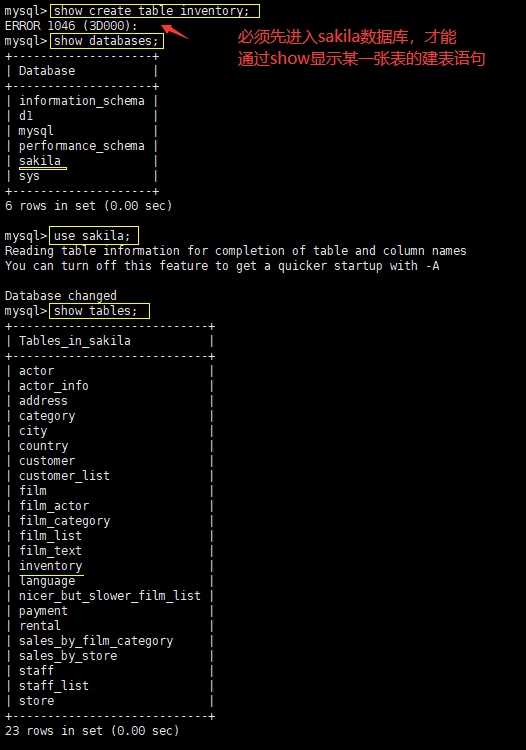 mysql> show create table inventory;
ERROR 1046 (3D000):
必须先进入sakila数据库，才能
通过show显示某一张表的建表语句
mysql> show databases;
+--------------------+
| Database           |
+--------------------+
| information_schema |
| d1                 |
| mysql              |
| performance_schema |
| sakila             |
| sys                |
+--------------------+
6 rows in set (0.00 sec)
mysql> use sakila;
Reading table information for completion of table and column names
You can turn off this feature to get a quicker startup with -A
Database changed
mysql> show tables;
+----------------------------+
| Tables_in_sakila           |
+----------------------------+
| actor                      |
| actor_info                 |
| address                    |
| category                   |
| city                       |
| country                    |
| customer                   |
| customer_list              |
| film                       |
| film_actor                 |
| film_category              |
| film_list                  |
| film_text                  |
| inventory                  |
| language                   |
| nicer_but_slower_film_list |
| payment                    |
| rental                     |
| sales_by_film_category     |
| sales_by_store             |
| staff                      |
| staff_list                 |
| store                      |
+----------------------------+
23 rows in set (0.00 sec)